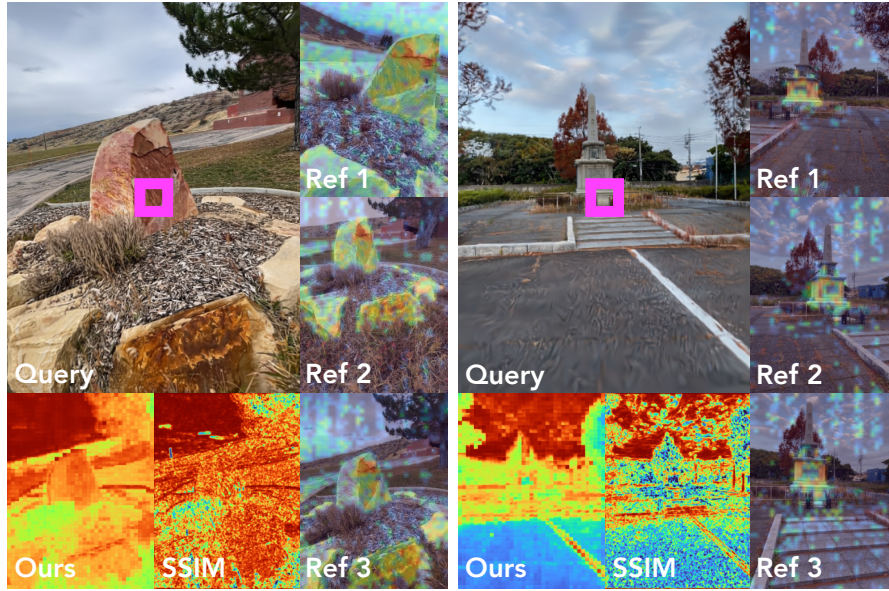 Ref 1
Ref 2
Query
Ours
SSIM
Ref 3
Ref 1
Ref 2
Query
Ours
SSIM
Ref 3